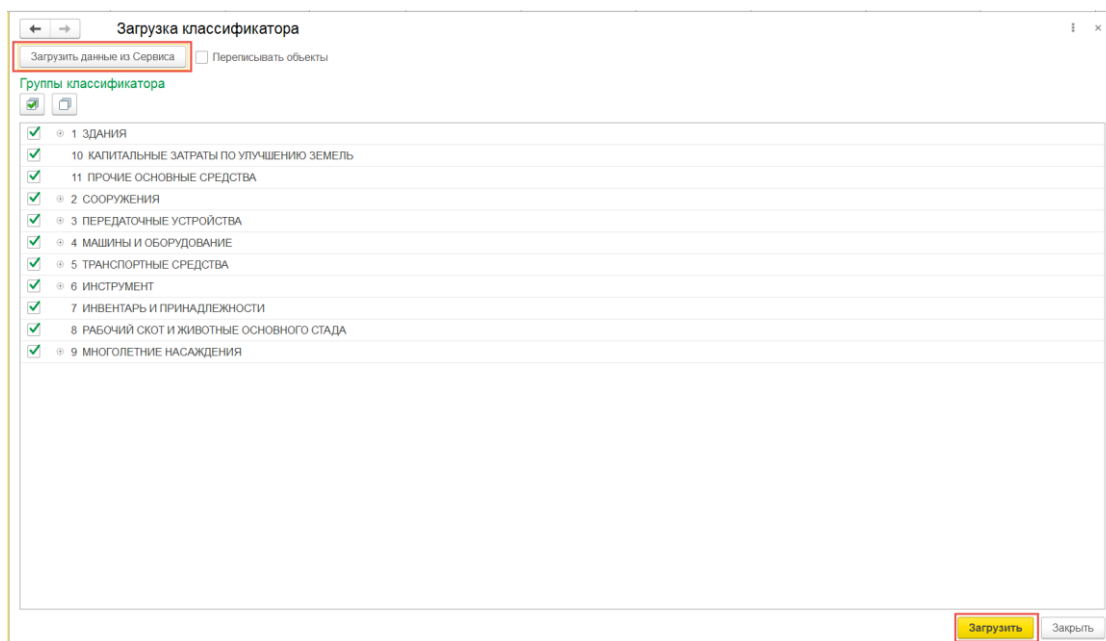 Загрузка классификатора
Загрузить данные из Сервиса Переписывать объекты
Группы классификатора
1 ЗДАНИЯ
10 КАПИТАЛЬНЫЕ ЗАТРАТЫ ПО УЛУЧШЕНИЮ ЗЕМЕЛЬ
11 ПРОЧИЕ ОСНОВНЫЕ СРЕДСТВА
2 СООРУЖЕНИЯ
3 ПЕРЕДАТОЧНЫЕ УСТРОЙСТВА
4 МАШИНЫ И ОБОРУДОВАНИЕ
5 ТРАНСПОРТНЫЕ СРЕДСТВА
6 ИНСТРУМЕНТ
7 ИНВЕНТАРЬ И ПРИНАДЛЕЖНОСТИ
8 РАБОЧИЙ СКОТ И ЖИВОТНЫЕ ОСНОВНОГО СТАДА
9 МНОГОЛЕТНИЕ НАСАЖДЕНИЯ
Загрузить Закрыть